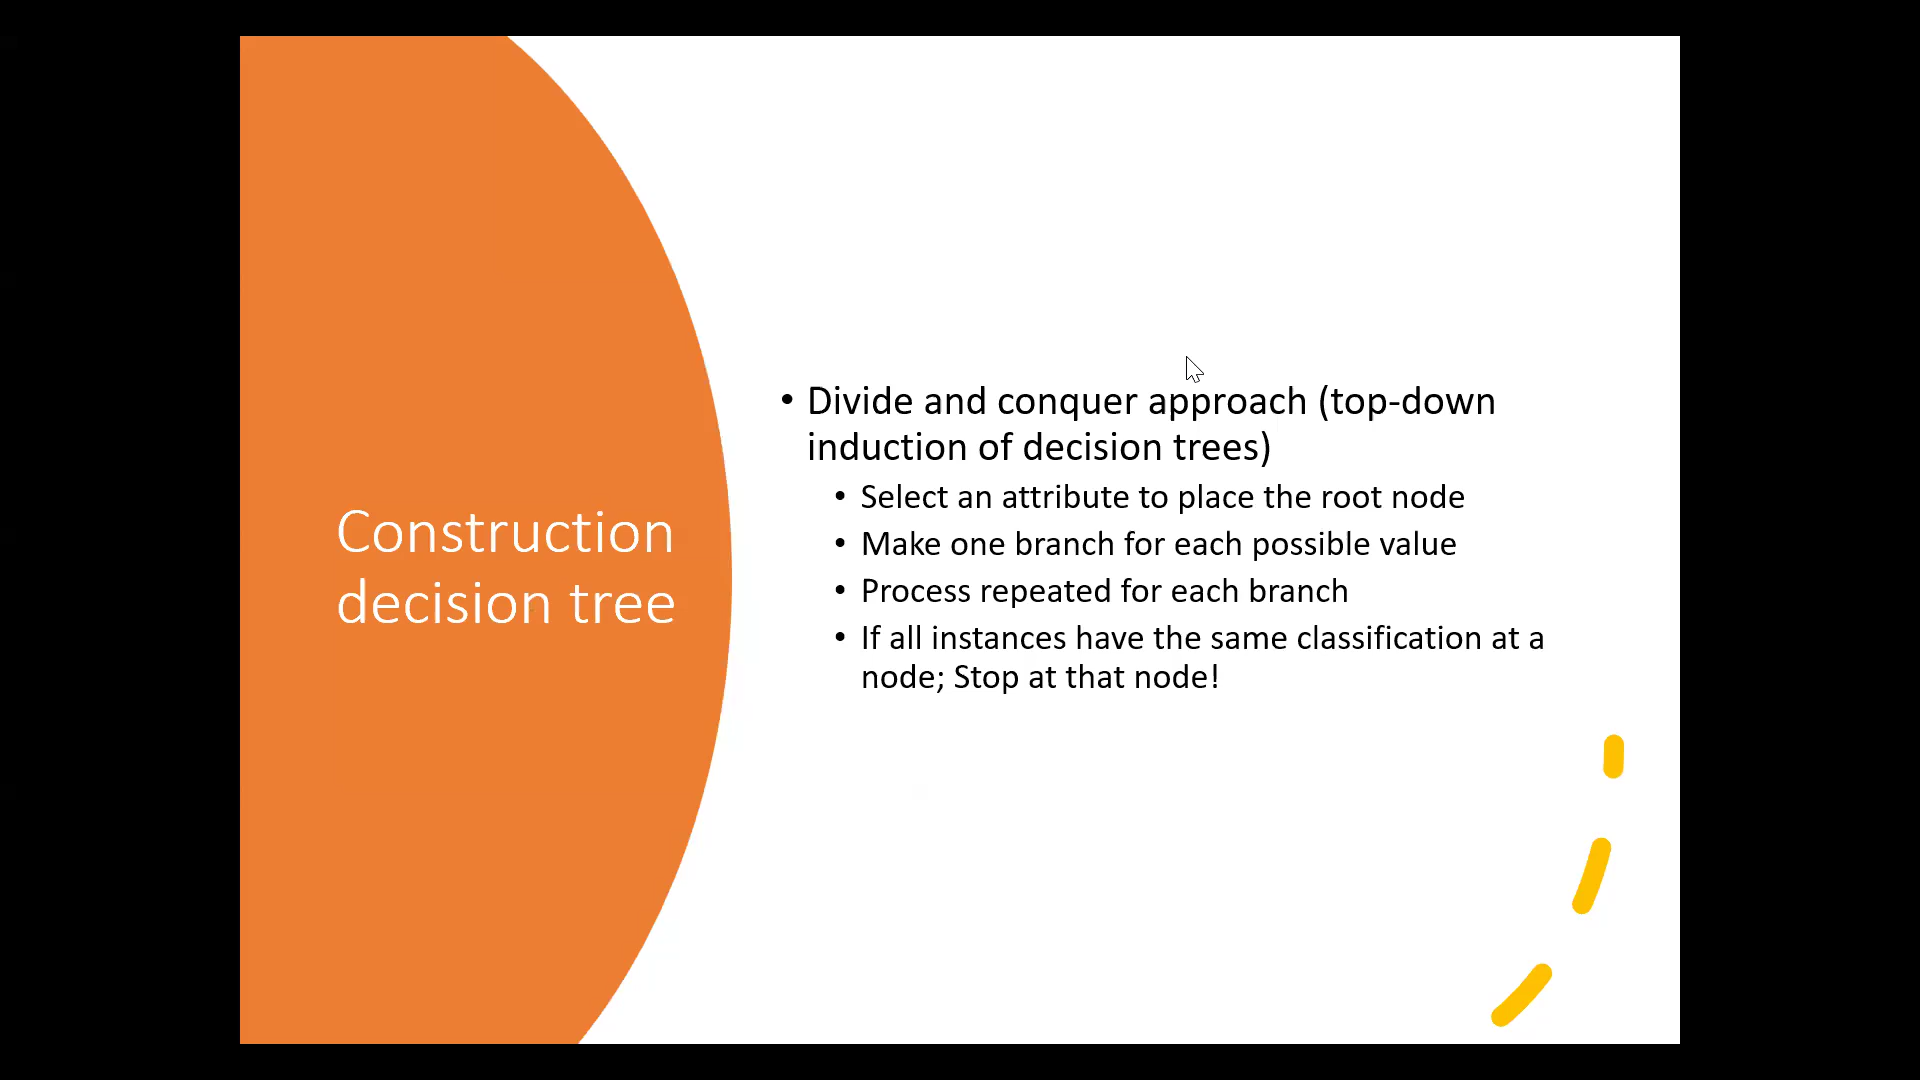 Construction
decision tree
• Divide and conquer approach (top-down
induction of decision trees)
• Select an attribute to place the root node
• Make one branch for each possible value
• Process repeated for each branch
• If all instances have the same classification at a
node; Stop at that node!